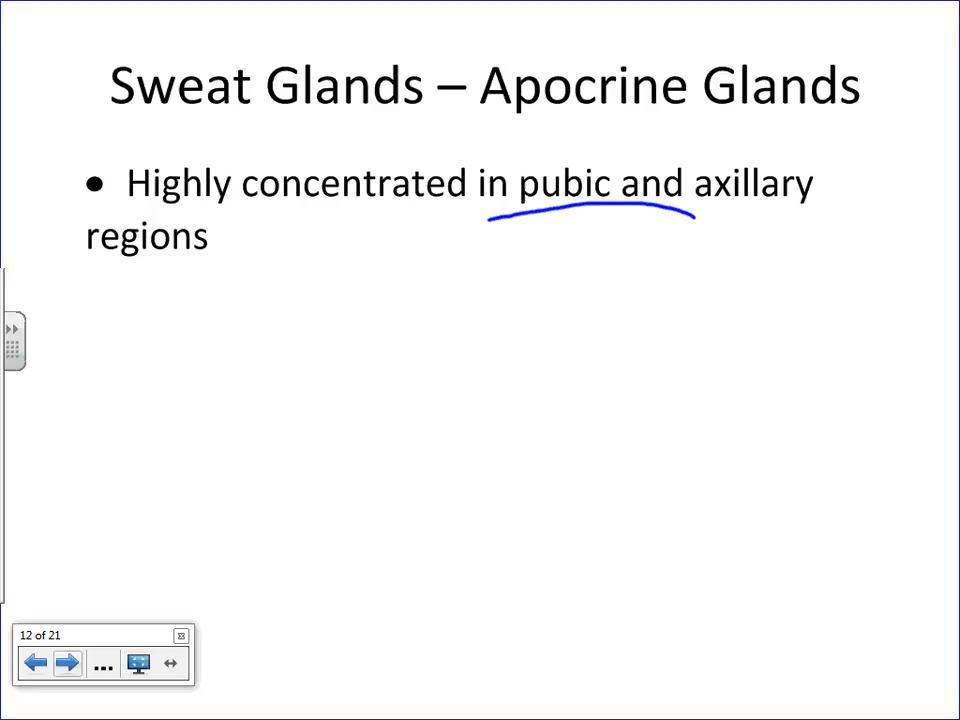 Sweat Glands – Apocrine Glands
• Highly concentrated in pubic and axillary
regions
12 of 21
...